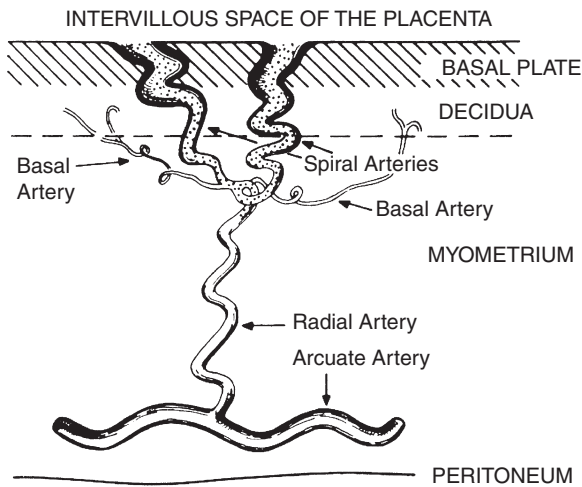 INTERVILLOUS SPACE OF THE PLACENTA
BASAL PLATE
DECIDUA
Spiral Arteries
Basal
Artery
Basal Artery
MYOMETRIUM
Radial Artery
Arcuate Artery
PERITONEUM